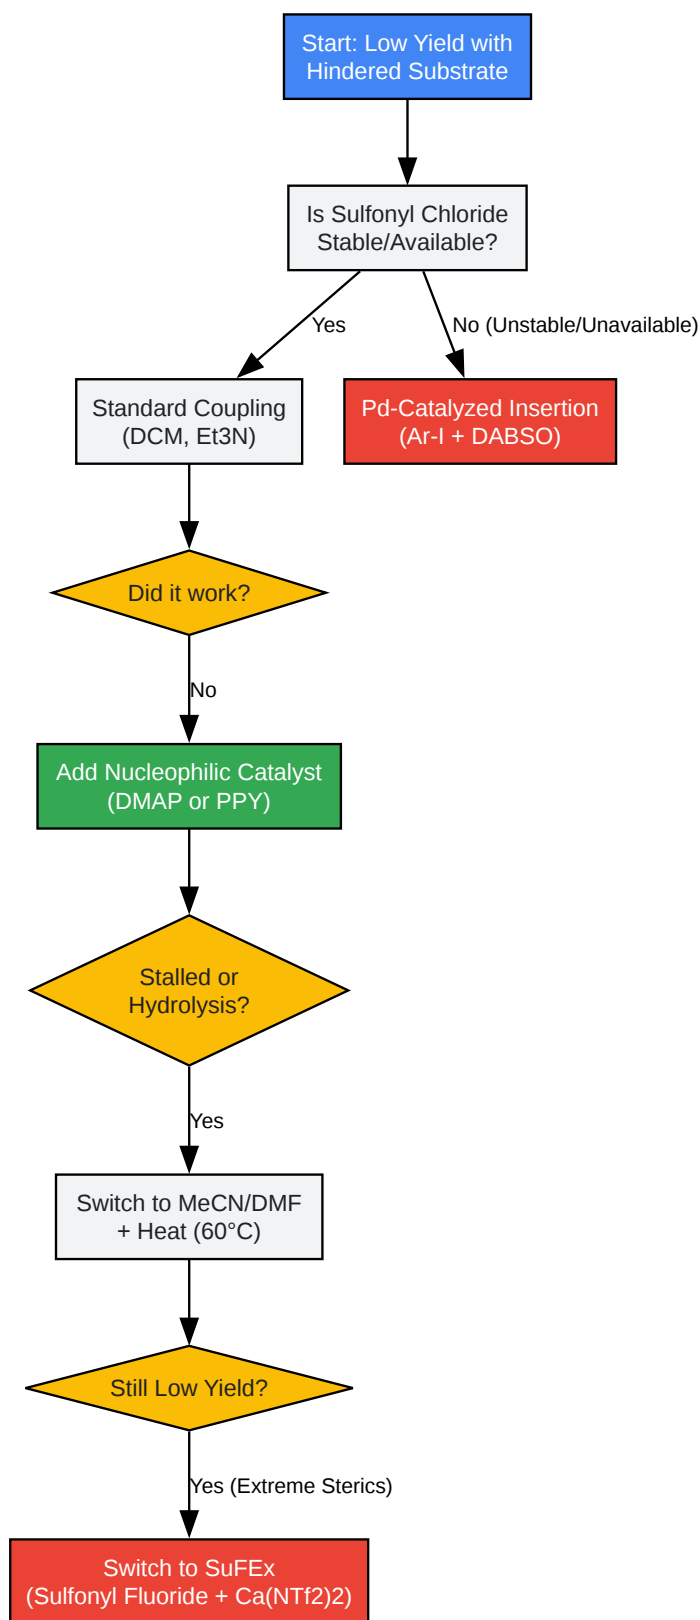 Start: Low Yield with
Hindered Substrate
Is Sulfonyl Chloride
Stable/Available?
Yes
No (Unstable/Unavailable)
Standard Coupling
(DCM, Et3N)
Pd-Catalyzed Insertion
(Ar-I + DABSO)
Did it work?
No
Add Nucleophilic Catalyst
(DMAP or PPY)
Stalled or
Hydrolysis?
Yes
Switch to MeCN/DMF
+ Heat (60°C)
Still Low Yield?
Yes (Extreme Sterics)
Switch to SuFEx
(Sulfonyl Fluoride + Ca(NTf2)2)